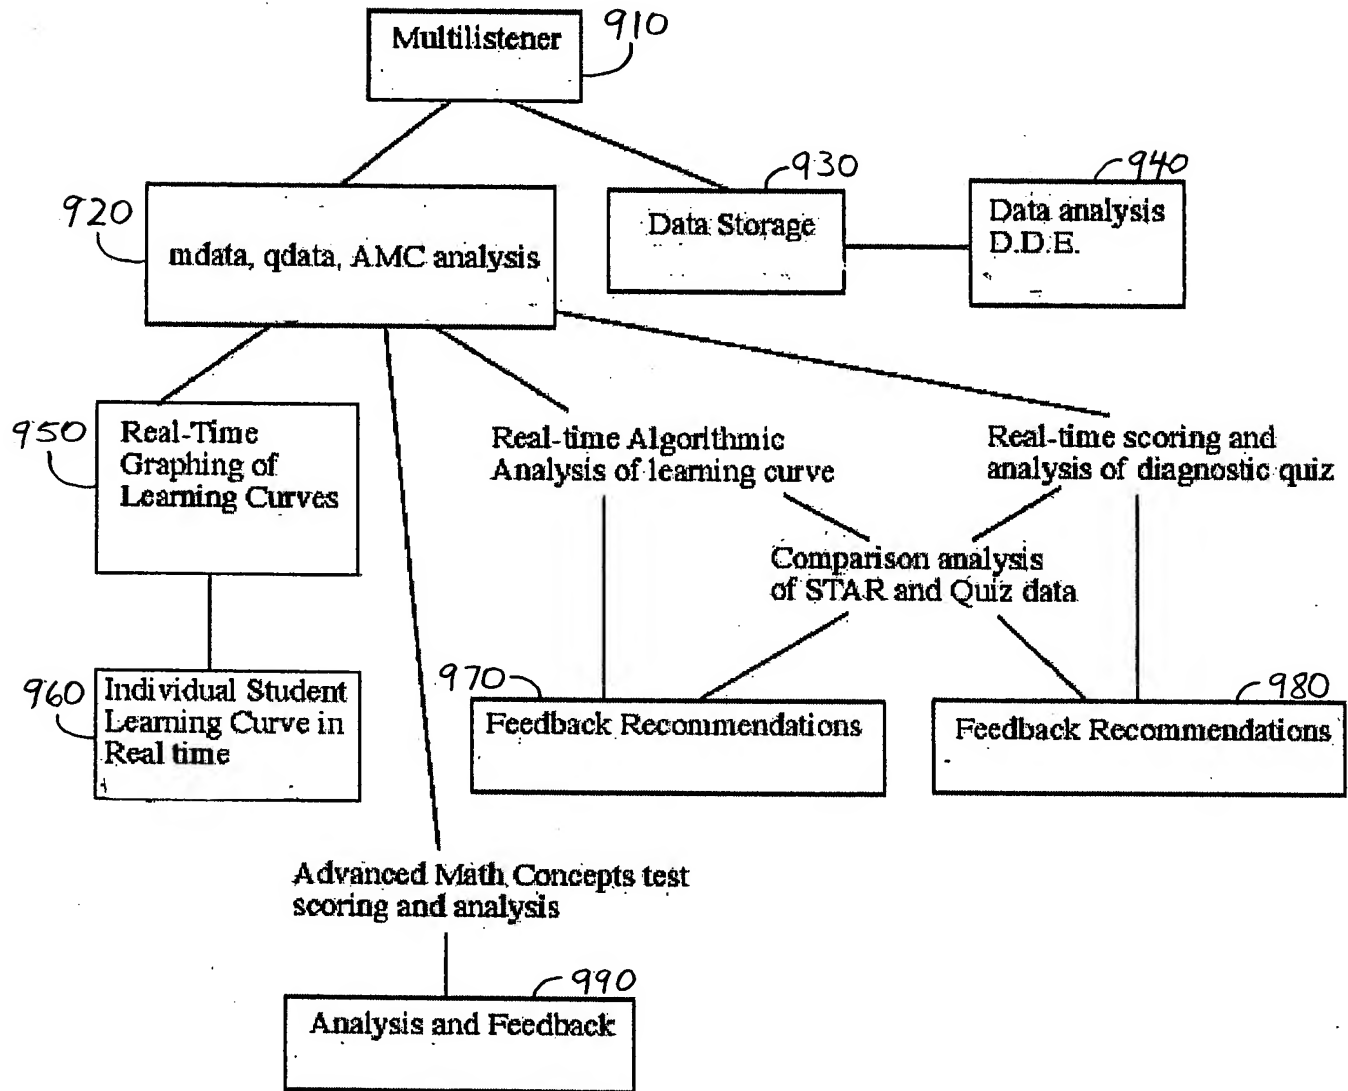 910
Multilistener
930
940
920
mdata, qdata, AMC analysis
Data Storage
Data analysis
D.D.E.
950
Real-Time
Graphing of
Learning Curves
Real-time Algorithmic
Analysis of learning curve
Real-time scoring and
analysis of diagnostic quiz
Comparison analysis
of STAR and Quiz data
960
Individual Student
Learning Curve in
Real time
970
Feedback Recommendations
980
Feedback Recommendations
Advanced Math Concepts test
scoring and analysis
990
Analysis and Feedback